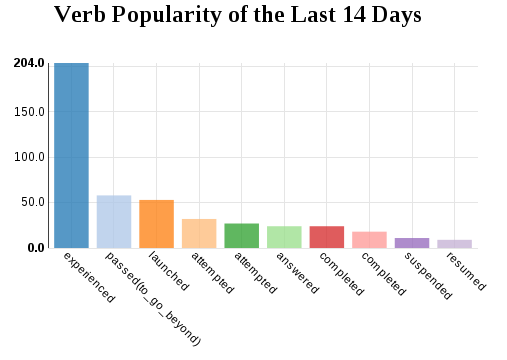 Verb Popularity of the Last 14 Days
204.0
150.0
100.0
50.0
0.0
experienced
passed(to_go_beyond)
launched
attempted
attempted
answered
completed
completed
suspended
resumed